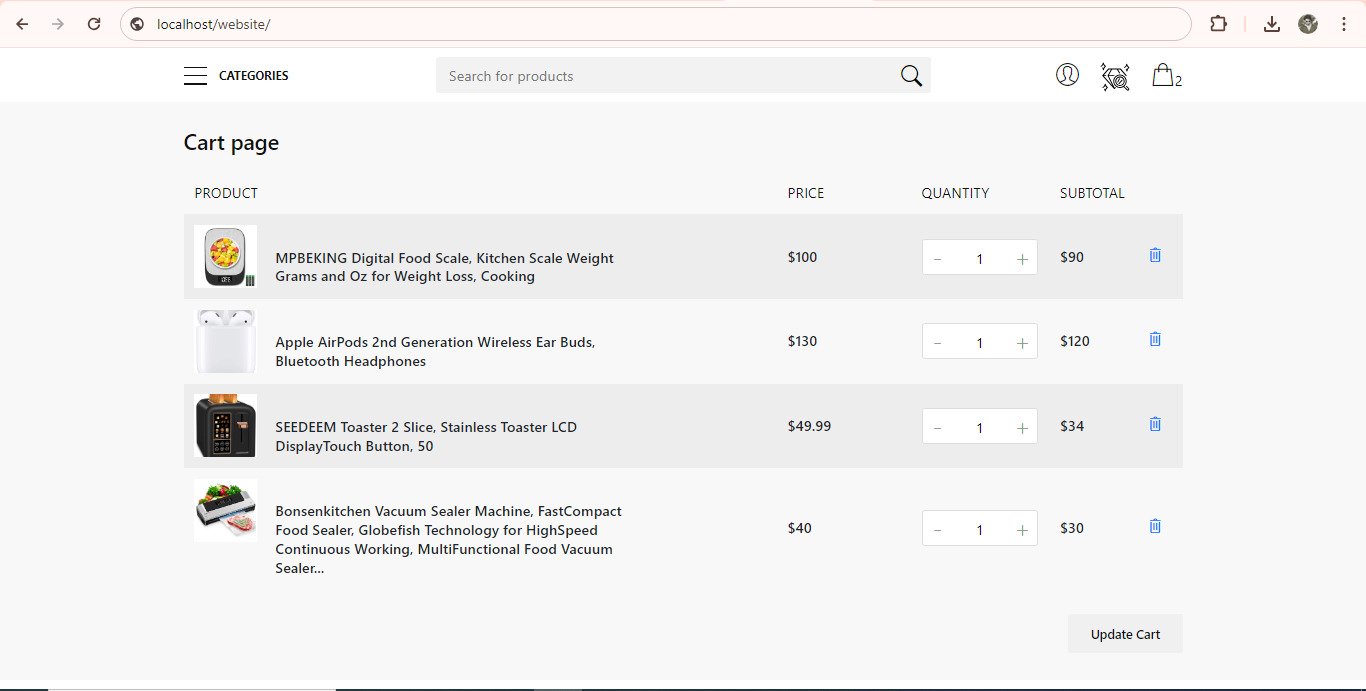 localhost/website/
CATEGORIES
Search for products
2
Cart page
PRODUCT PRICE QUANTITY SUBTOTAL
MPBEKING Digital Food Scale, Kitchen Scale Weight
Grams and Oz for Weight Loss, Cooking
$100 - 1 + $90
Apple AirPods 2nd Generation Wireless Ear Buds,
Bluetooth Headphones
$130 - 1 + $120
SEEDEEM Toaster 2 Slice, Stainless Toaster LCD
DisplayTouch Button, 50
$49.99 - 1 + $34
Bonsenkitchen Vacuum Sealer Machine, FastCompact
Food Sealer, Globefish Technology for HighSpeed
Continuous Working, MultiFunctional Food Vacuum
Sealer...
$40 - 1 + $30
Update Cart